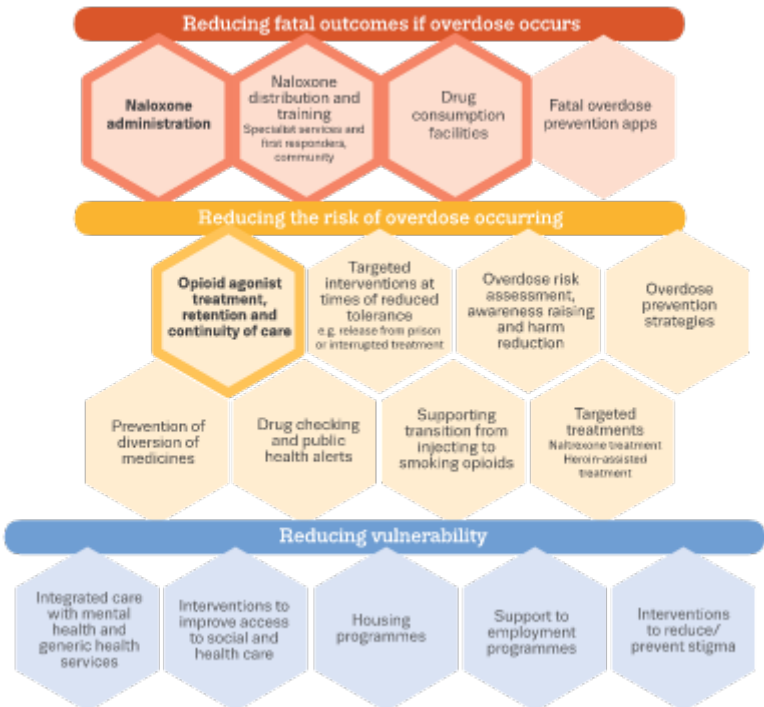 Reducing fatal outcomes if overdose occurs
Naloxone
administration
Naloxone
distribution and
training
Specialist services and
first responders,
community
Drug
consumption
facilities
Fatal overdose
prevention apps
Reducing the risk of overdose occurring
Opioid agonist
treatment,
retention and
continuity of care
Targeted
interventions at
times of reduced
tolerance
e.g. release from prison
or interrupted treatment
Overdose risk
assessment,
awareness raising
and harm
reduction
Overdose
prevention
strategies
Prevention of
diversion of
medicines
Drug checking
and public
health alerts
Supporting
transition from
injecting to
smoking opioids
Targeted
treatments
Naltrexone treatment
Heroin-assisted
treatment
Reducing vulnerability
Integrated care
with mental
health and
generic health
services
Interventions to
improve access
to social and
health care
Housing
programmes
Support to
employment
programmes
Interventions
to reduce/
prevent stigma